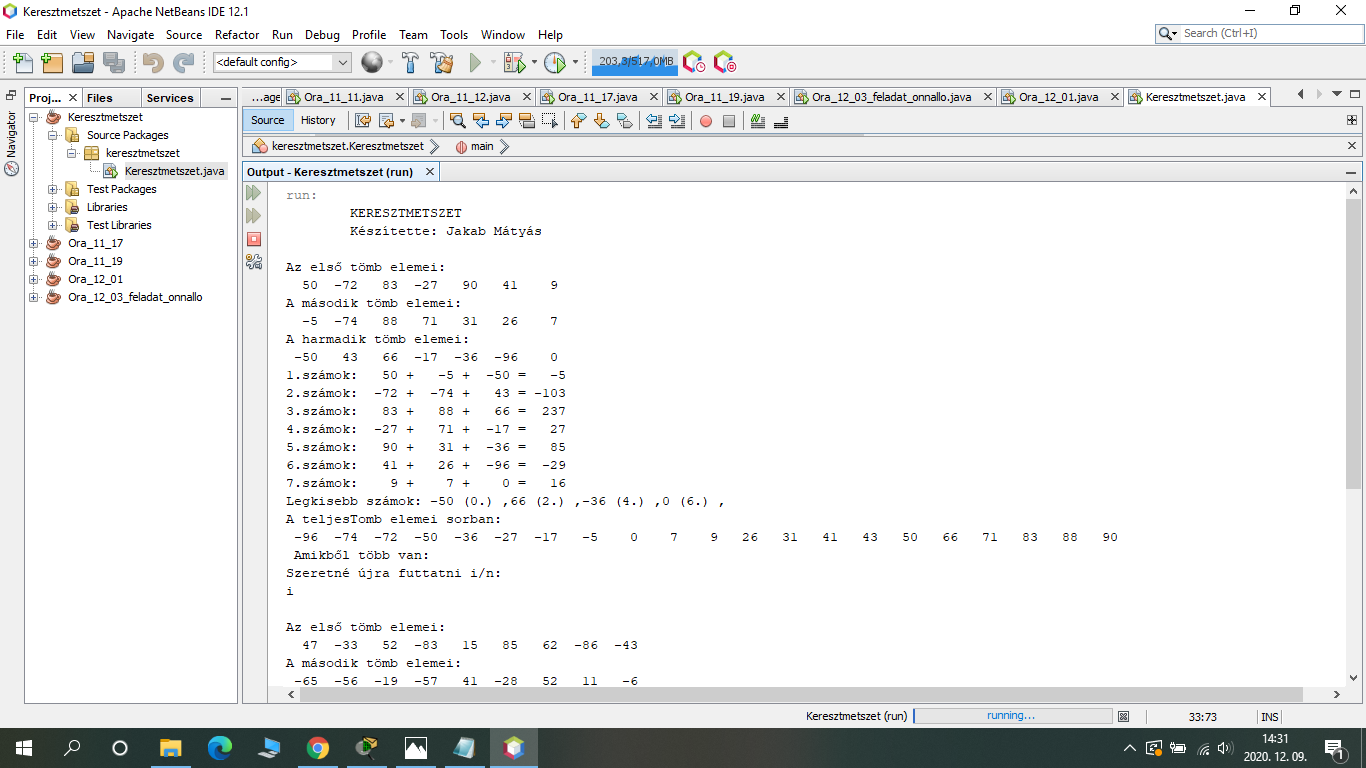 Keresztmetszet - Apache NetBeans IDE 12.1
File Edit View Navigate Source Refactor Run Debug Profile Team Tools Window Help
Search (Ctrl+I)
<default config>
203,3/517,0MB
Proj... Files Services
...age Ora_11_11.java Ora_11_12.java Ora_11_17.java Ora_11_19.java Ora_12_03_feladat_onnallo.java Ora_12_01.java Keresztmetszet.java
Navigator
Keresztmetszet
Source Packages
keresztmetszet
Keresztmetszet.java
Test Packages
Libraries
Test Libraries
Ora_11_17
Ora_11_19
Ora_12_01
Ora_12_03_feladat_onnallo
Source History
keresztmetszet.Keresztmetszet main
Output - Keresztmetszet (run)
run:
KERESZTMETSZET
Készítette: Jakab Mátyás
Az első tömb elemei:
50 -72 83 -27 90 41 9
A második tömb elemei:
-5 -74 88 71 31 26 7
A harmadik tömb elemei:
-50 43 66 -17 -36 -96 0
1.számok: 50 + -5 + -50 = -5
2.számok: -72 + -74 + 43 = -103
3.számok: 83 + 88 + 66 = 237
4.számok: -27 + 71 + -17 = 27
5.számok: 90 + 31 + -36 = 85
6.számok: 41 + 26 + -96 = -29
7.számok: 9 + 7 + 0 = 16
Legkisebb számok: -50 (0.) ,66 (2.) ,-36 (4.) ,0 (6.) ,
A teljesTomb elemei sorban:
-96 -74 -72 -50 -36 -27 -17 -5 0 7 9 26 31 41 43 50 66 71 83 88 90
Amikből több van:
Szeretné újra futtatni i/n:
i
Az első tömb elemei:
47 -33 52 -83 15 85 62 -86 -43
A második tömb elemei:
-65 -56 -19 -57 41 -28 52 11 -6
Keresztmetszet (run) running... 33:73 INS
14:31
2020. 12. 09.
1